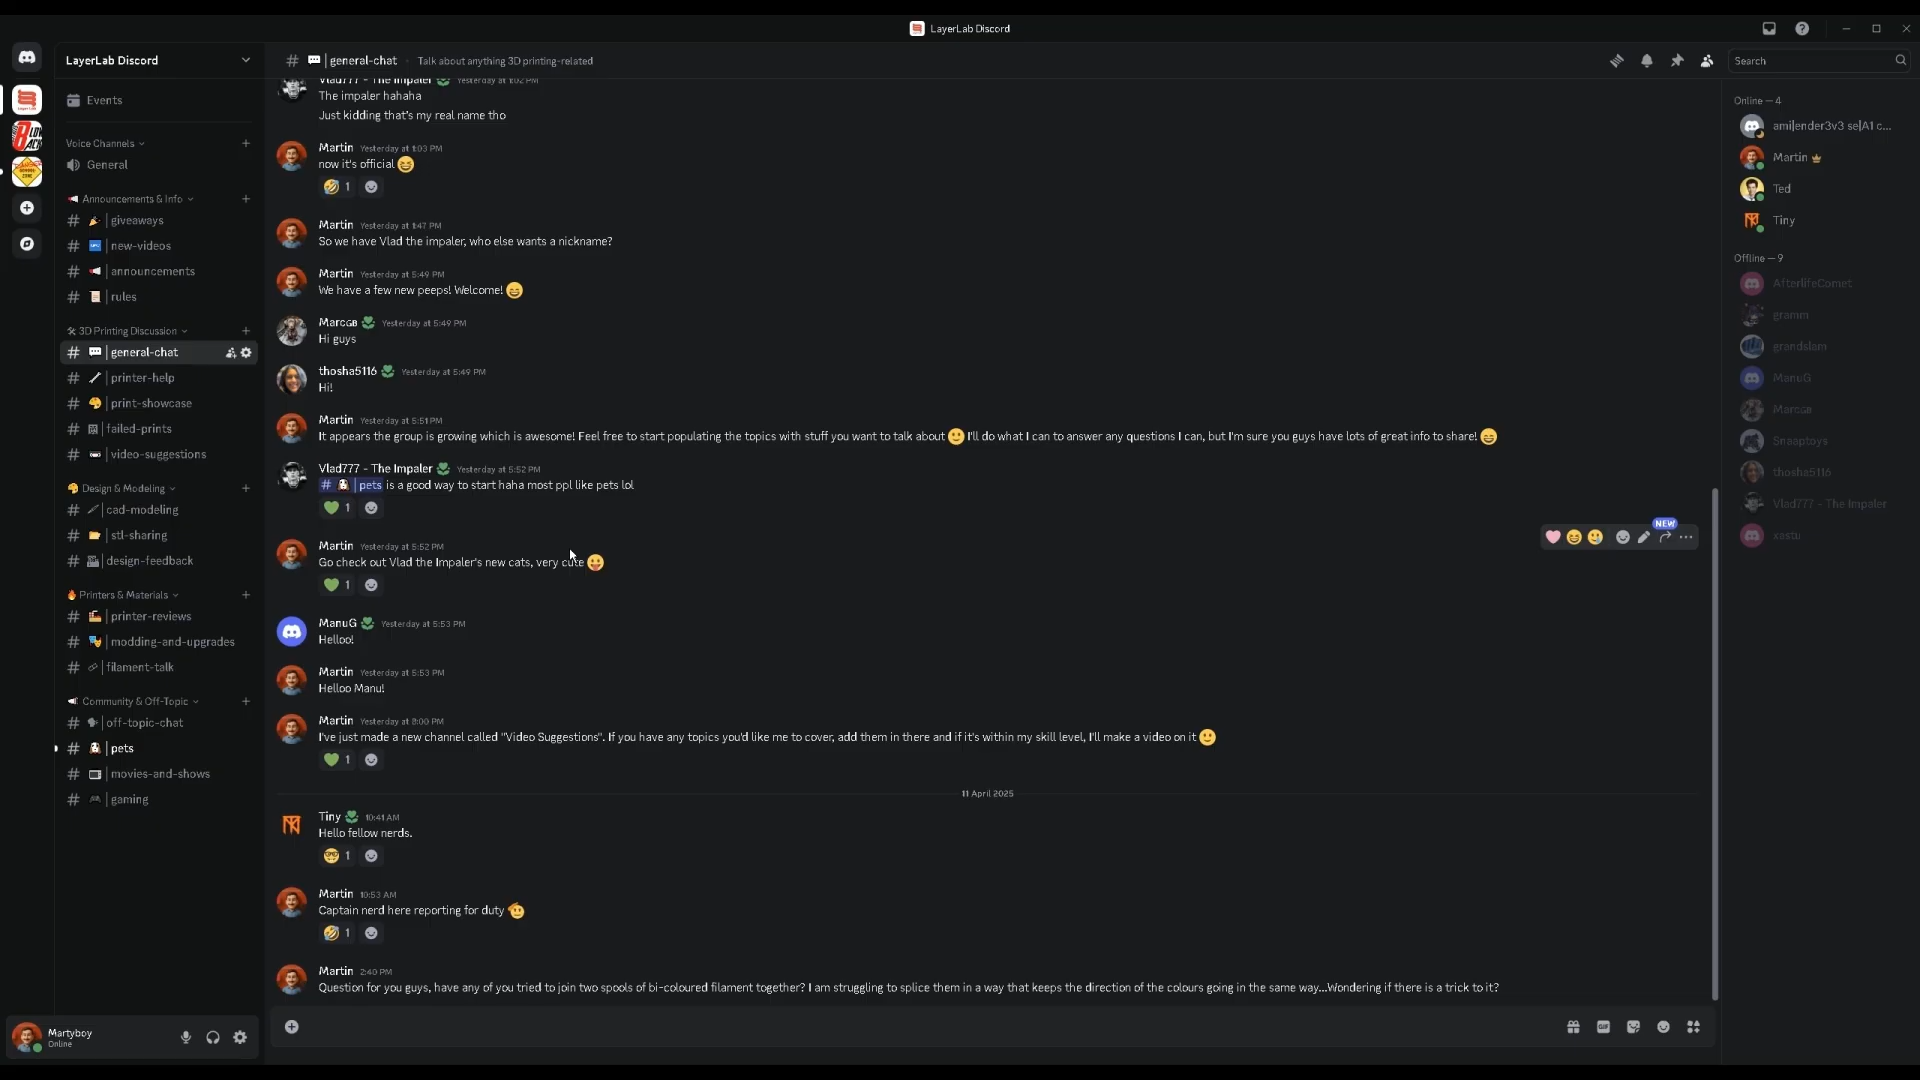 LayerLab Discord
LayerLab Discord
Events
Voice Channels
General
Announcements & Info
giveaways
new-videos
announcements
rules
3D Printing Discussion
general-chat
printer-help
print-showcase
failed-prints
video-suggestions
Design & Modeling
cad-modeling
stl-sharing
design-feedback
Printers & Materials
printer-reviews
modding-and-upgrades
filament-talk
Community & Off-Topic
off-topic-chat
pets
movies-and-shows
gaming
Martyboy
Online
# | general-chat Talk about anything 3D printing-related
Vlad777 - The Impaler Yesterday at 1:02 PM
The impaler hahaha
Just kidding that's my real name tho
Martin Yesterday at 1:03 PM
now it's official 😆
1
Martin Yesterday at 1:47 PM
So we have Vlad the impaler, who else wants a nickname?
Martin Yesterday at 5:49 PM
We have a few new peeps! Welcome! 😄
MarcGB Yesterday at 5:49 PM
Hi guys
thosha5116 Yesterday at 5:49 PM
Hi!
Martin Yesterday at 5:51 PM
It appears the group is growing which is awesome! Feel free to start populating the topics with stuff you want to talk about 🙂 I'll do what I can to answer any questions I can, but I'm sure you guys have lots of great info to share! 😄
Vlad777 - The Impaler Yesterday at 5:52 PM
# | pets is a good way to start haha most ppl like pets lol
1
NEW
Martin Yesterday at 5:52 PM
Go check out Vlad the Impaler's new cats, very cute 😛
1
ManuG Yesterday at 5:53 PM
Helloo!
Martin Yesterday at 5:53 PM
Helloo Manu!
Martin Yesterday at 8:00 PM
I've just made a new channel called "Video Suggestions". If you have any topics you'd like me to cover, add them in there and if it's within my skill level, I'll make a video on it 🙂
1
11 April 2025
Tiny 10:41 AM
Hello fellow nerds.
1
Martin 10:53 AM
Captain nerd here reporting for duty 🫡
1
Martin 2:40 PM
Question for you guys, have any of you tried to join two spools of bi-coloured filament together? I am struggling to splice them in a way that keeps the direction of the colours going in the same way...Wondering if there is a trick to it?
GIF
Search
Online — 4
ami|ender3v3 se|A1 c...
Martin
Ted
Tiny
Offline — 9
AfterlifeComet
gramm
grandslam
ManuG
MarcGB
Snaaptoys
thosha5116
Vlad777 - The Impaler
xastu